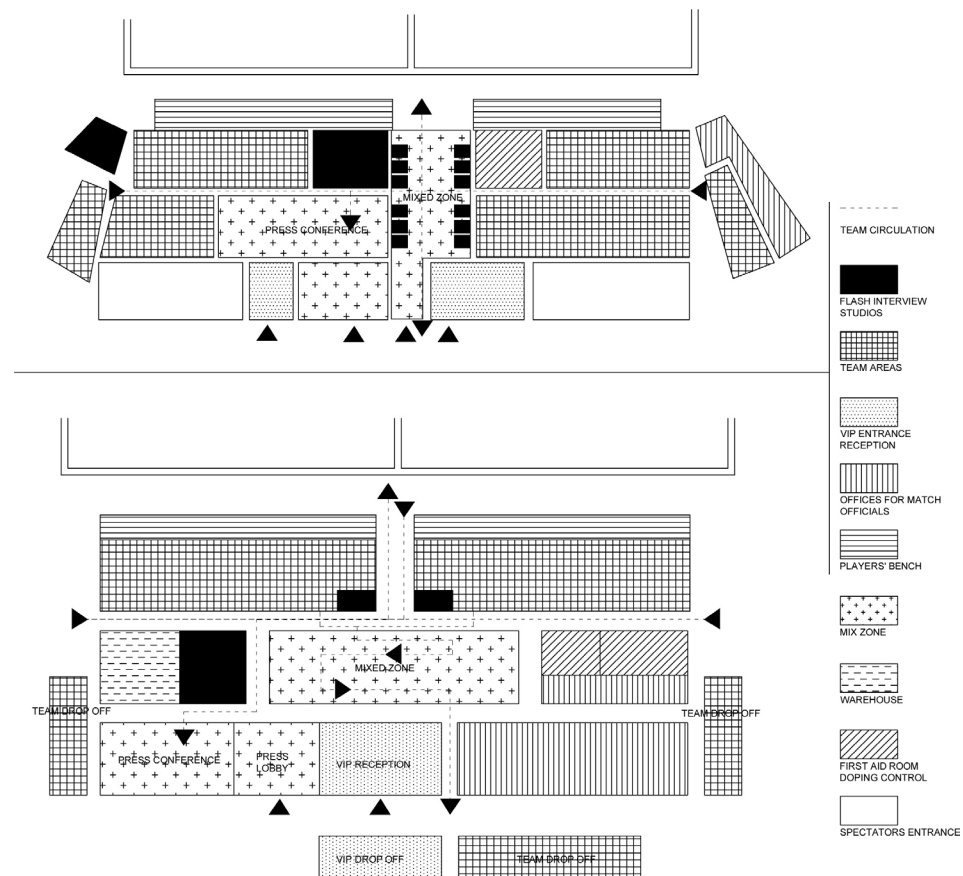 MIXED ZONE
PRESS CONFERENCE
TEAM CIRCULATION
FLASH INTERVIEW
STUDIOS
TEAM AREAS
VIP ENTRANCE
RECEPTION
OFFICES FOR MATCH
OFFICIALS
PLAYERS' BENCH
MIX ZONE
WAREHOUSE
FIRST AID ROOM
DOPING CONTROL
SPECTATORS ENTRANCE
MIXED ZONE
TEAM DROP OFF
TEAM DROP OFF
PRESS CONFERENCE
PRESS
LOBBY
VIP RECEPTION
VIP DROP OFF
TEAM DROP OFF